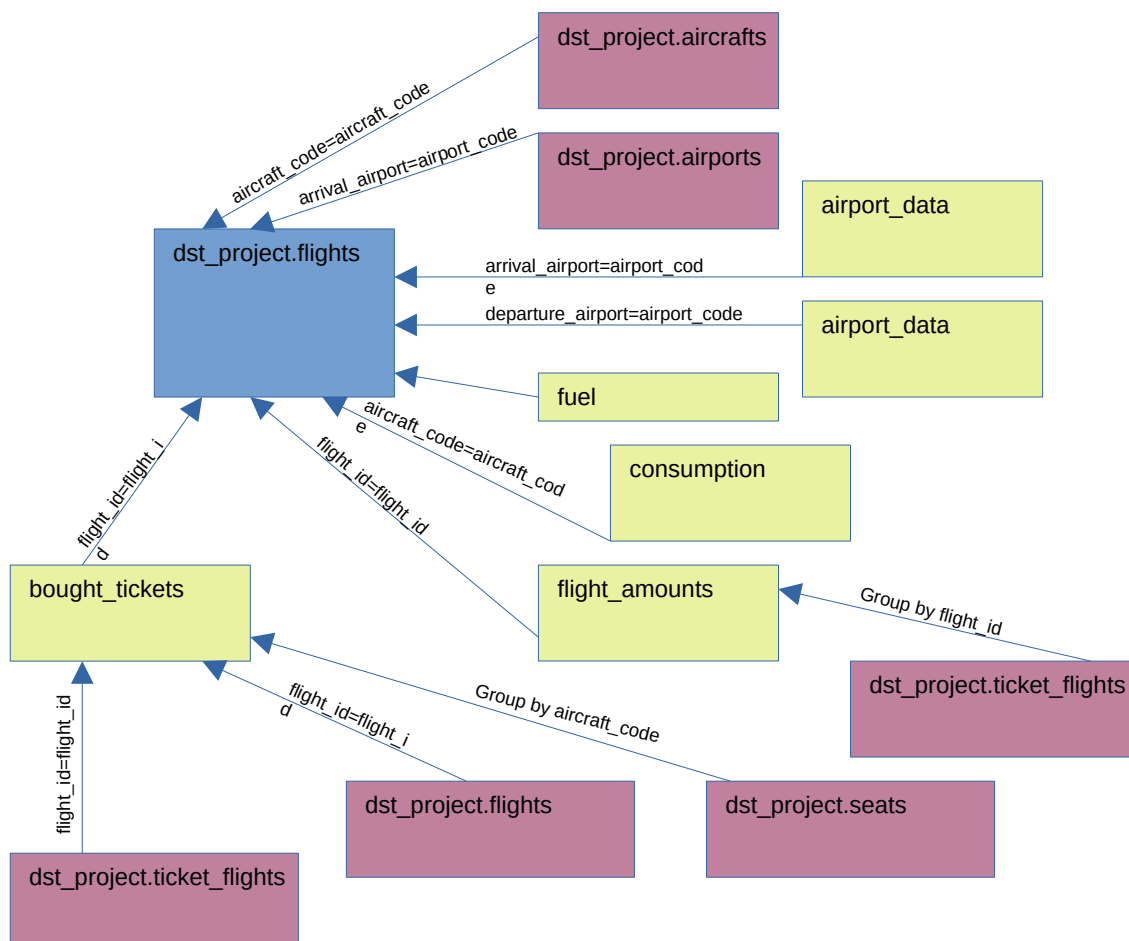 dst_project.aircrafts
aircraft_code=aircraft_code
dst_project.airports
arrival_airport=airport_code
airport_data
dst_project.flights
arrival_airport=airport_cod
e
departure_airport=airport_code
airport_data
fuel
aircraft_code=aircraft_cod
e
consumption
flight_id=flight_id
flight_id=flight_i
d
bought_tickets
flight_amounts
Group by flight_id
dst_project.ticket_flights
flight_id=flight_id
flight_id=flight_i
d
Group by aircraft_code
dst_project.flights
dst_project.seats
dst_project.ticket_flights